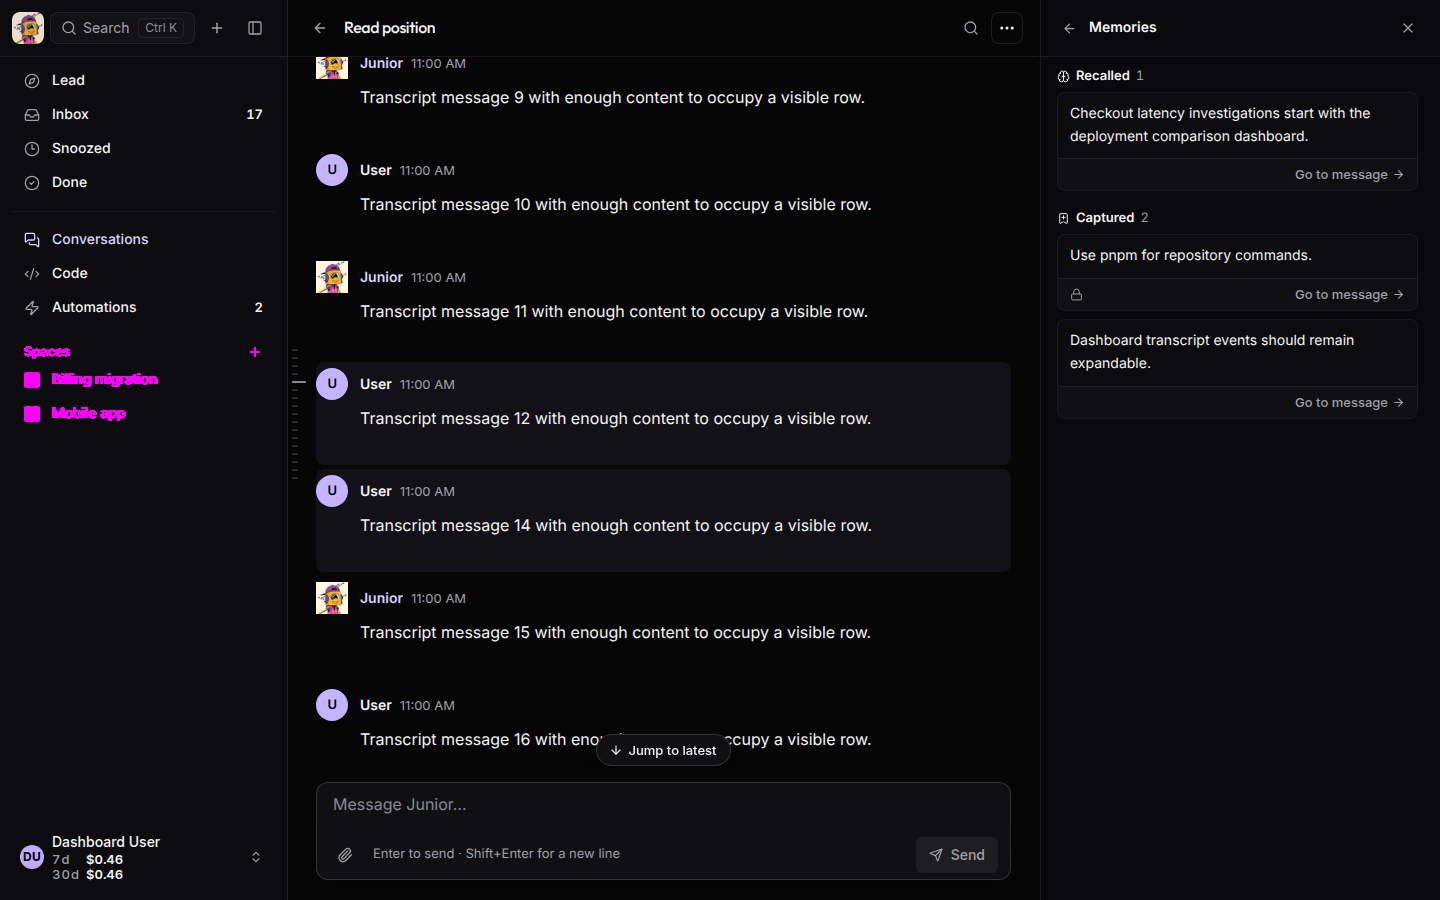 Search Ctrl K
Lead
Inbox 17
Snoozed
Done
Conversations
Code
Automations 2
Spaces
Billing migration
Mobile app
Dashboard User
7d $0.46
30d $0.46
Read position
Junior 11:00 AM
Transcript message 9 with enough content to occupy a visible row.
U User 11:00 AM
Transcript message 10 with enough content to occupy a visible row.
Junior 11:00 AM
Transcript message 11 with enough content to occupy a visible row.
U User 11:00 AM
Transcript message 12 with enough content to occupy a visible row.
U User 11:00 AM
Transcript message 14 with enough content to occupy a visible row.
Junior 11:00 AM
Transcript message 15 with enough content to occupy a visible row.
U User 11:00 AM
Transcript message 16 with occupy a visible row.
Jump to latest
Message Junior...
Enter to send · Shift+Enter for a new line
Send
DU
Memories
Recalled 1
Checkout latency investigations start with the
deployment comparison dashboard.
Go to message
Captured 2
Use pnpm for repository commands.
Go to message
Dashboard transcript events should remain
expandable.
Go to message